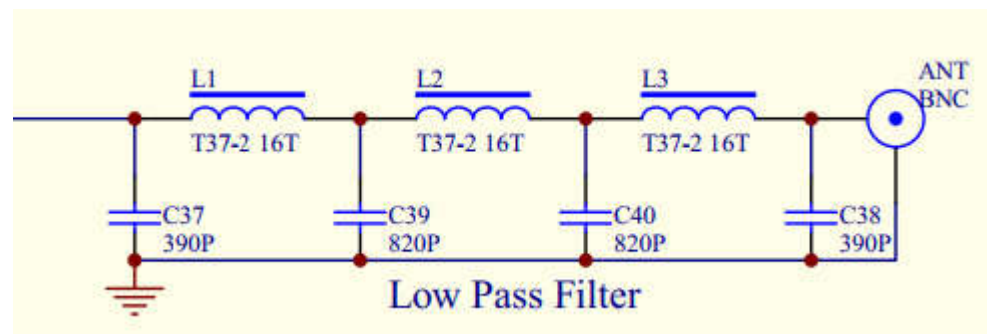 L1
T37-2 16T
L2
T37-2 16T
L3
T37-2 16T
ANT
BNC
C37
390P
C39
820P
C40
820P
C38
390P
Low Pass Filter